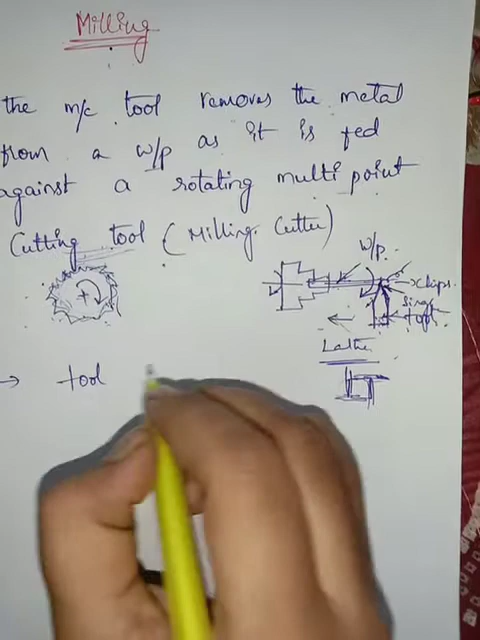 Milling
the m/c tool removes the metal
from a w/p as it is fed
against a rotating multi point
Cutting tool (Milling Cutter)
w/p.
chips.
tool
Lathe
→ tool